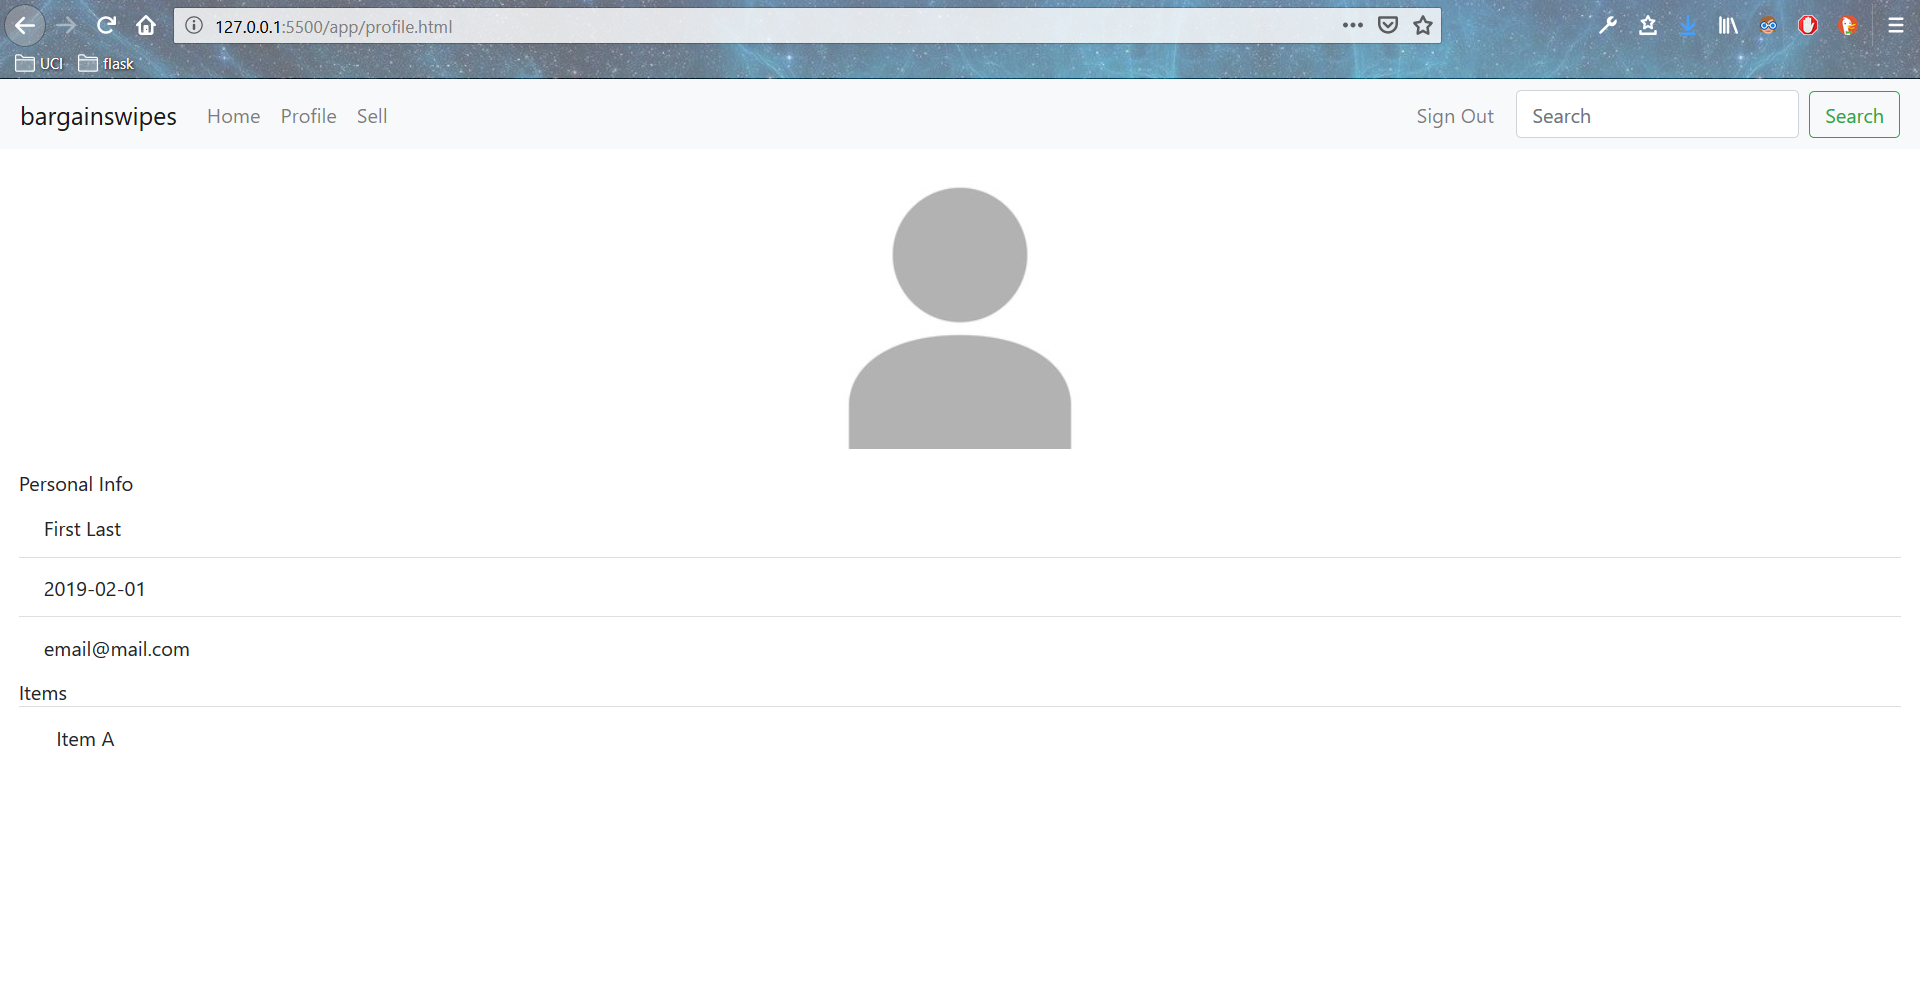 127.0.0.1:5500/app/profile.html
UCI flask
bargainswipes Home Profile Sell Sign Out Search Search
Personal Info
First Last
2019-02-01
email@mail.com
Items
Item A